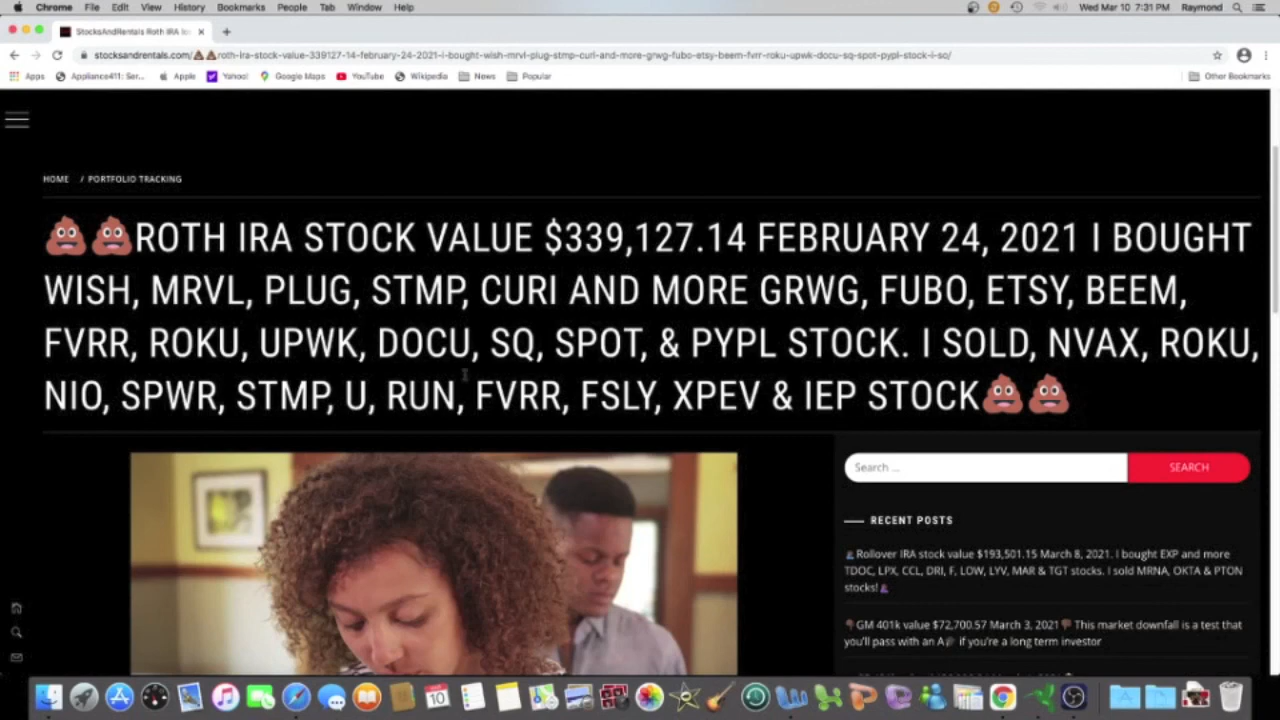 Chrome File Edit View History Bookmarks People Tab Window Help Wed Mar 10 7:31 PM Raymond
StocksAndRentals Roth IRA
stocksandrentals.com/💩💩roth-ira-stock-value-339127-14-february-24-2021-i-bought-wish-mrvl-plug-stmp-curi-and-more-grwg-fubo-etsy-beem-fvrr-roku-upwk-docu-sq-spot-pypl-stock-i-so/
Apps Appliance411: Ser... Apple Yahoo! Google Maps YouTube Wikipedia News Popular Other Bookmarks
HOME / PORTFOLIO TRACKING
💩💩ROTH IRA STOCK VALUE $339,127.14 FEBRUARY 24, 2021 I BOUGHT
WISH, MRVL, PLUG, STMP, CURI AND MORE GRWG, FUBO, ETSY, BEEM,
FVRR, ROKU, UPWK, DOCU, SQ, SPOT, & PYPL STOCK. I SOLD, NVAX, ROKU,
NIO, SPWR, STMP, U, RUN, FVRR, FSLY, XPEV & IEP STOCK💩💩
Search ... SEARCH
RECENT POSTS
Rollover IRA stock value $193,501.15 March 8, 2021. I bought EXP and more
TDOC, LPX, CCL, DRI, F, LOW, LYV, MAR & TGT stocks. I sold MRNA, OKTA & PTON
stocks!
GM 401k value $72,700.57 March 3, 2021 This market downfall is a test that
you'll pass with an A if you're a long term investor
10